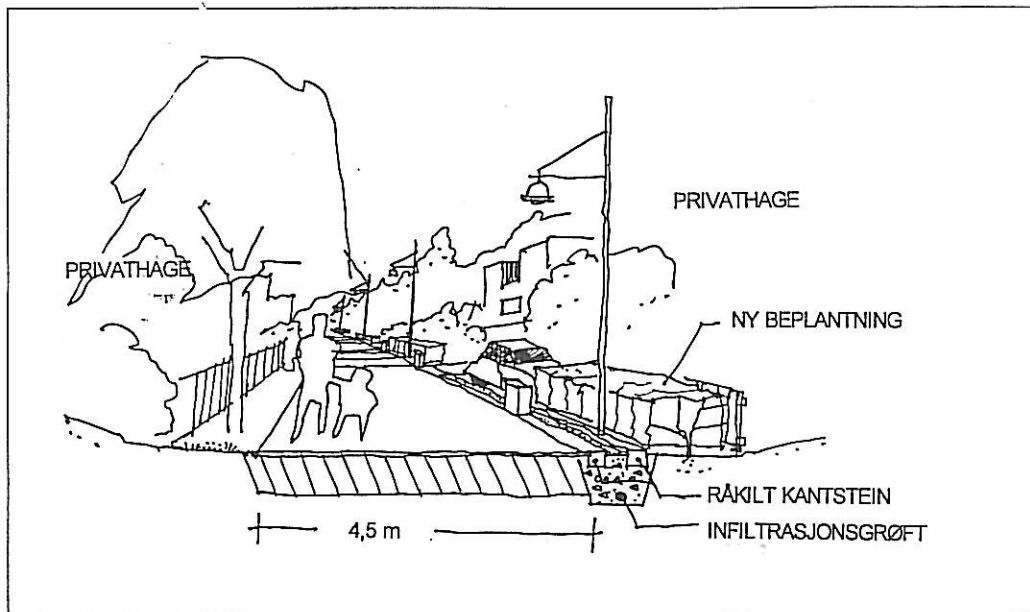 PRIVATHAGE
PRIVATHAGE
NY BEPLANTNING
RÅKILT KANTSTEIN
INFILTRASJONSGRØFT
4,5 m